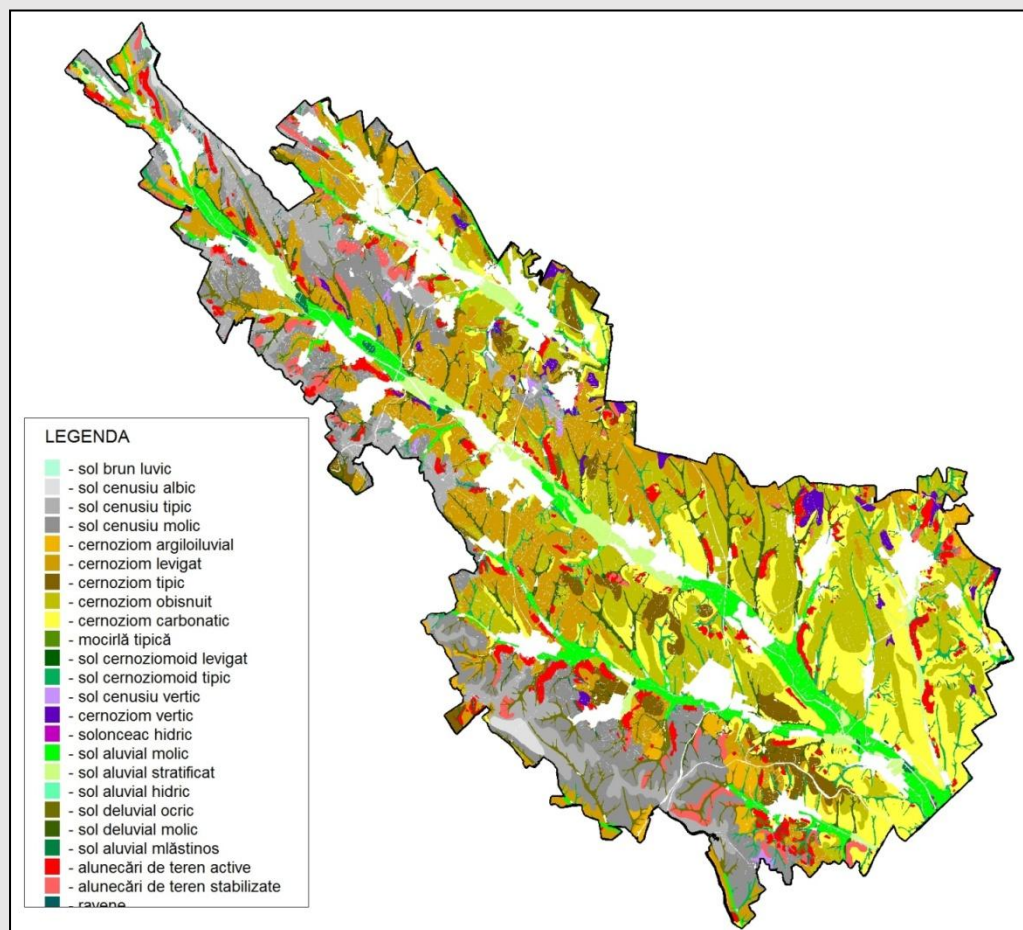 LEGENDA
- sol brun luvic
- sol cenusiu albic
- sol cenusiu tipic
- sol cenusiu molic
- cernoziom argiloiluvial
- cernoziom levigat
- cernoziom tipic
- cernoziom obisnuit
- cernoziom carbonatic
- mocirlă tipică
- sol cernoziomoid levigat
- sol cernoziomoid tipic
- sol cenusiu vertic
- cernoziom vertic
- solonceac hidric
- sol aluvial molic
- sol aluvial stratificat
- sol aluvial hidric
- sol deluvial ocric
- sol deluvial molic
- sol aluvial mlăstinos
- alunecări de teren active
- alunecări de teren stabilizate
- ravene